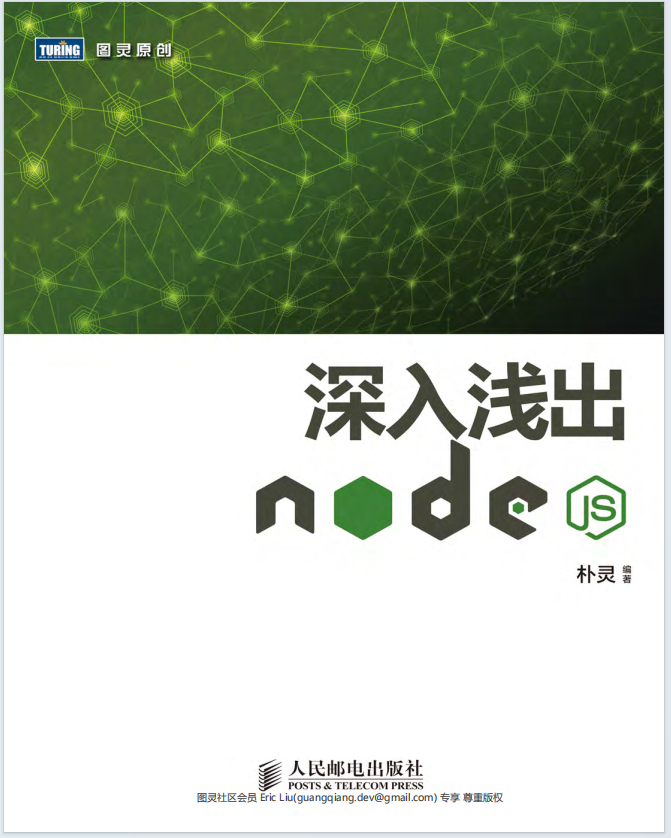 TURING 图灵原创
深入浅出
node JS
朴灵 编著
人民邮电出版社
POSTS & TELECOM PRESS
图灵社区会员 Eric Liu(guangqiang.dev@gmail.com) 专享 尊重版权